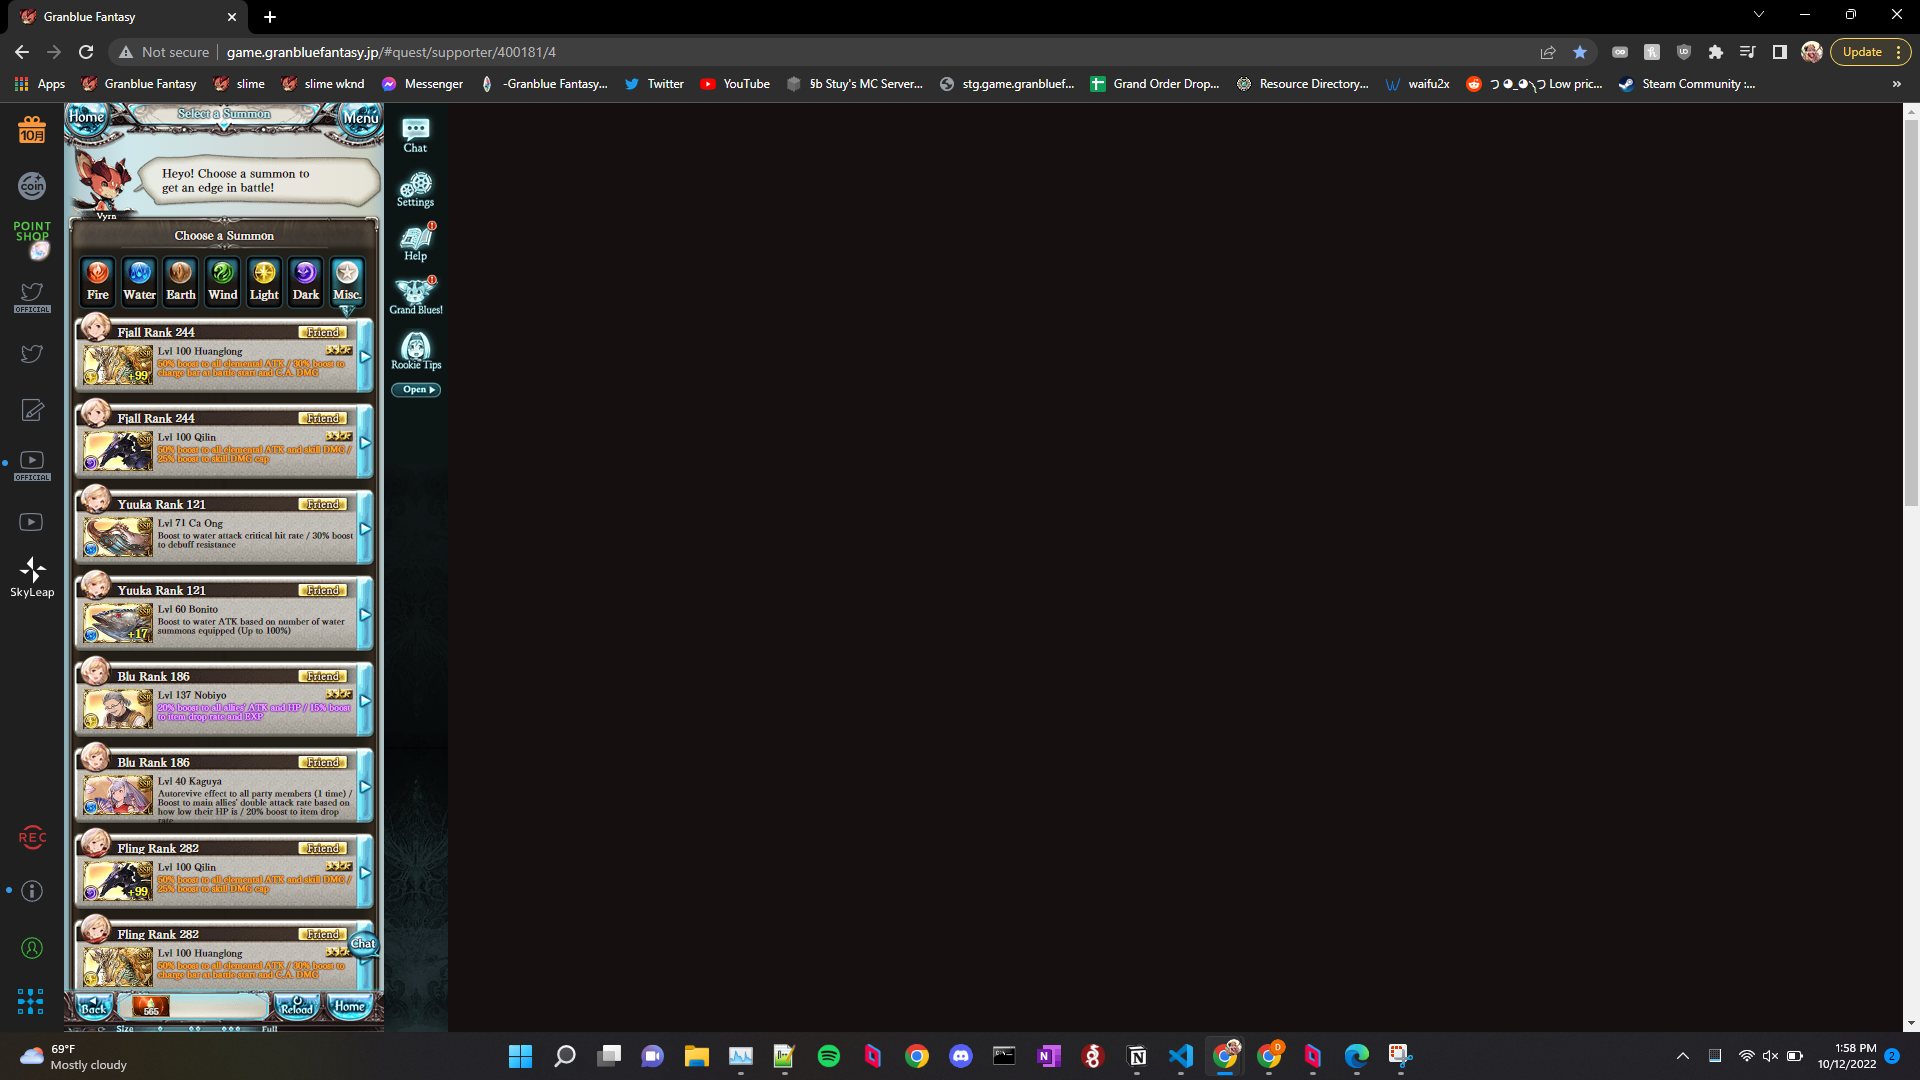 Granblue Fantasy
Not secure
game.granbluefantasy.jp/#quest/supporter/400181/4
Update
Apps
Granblue Fantasy
slime
slime wknd
Messenger
-Granblue Fantasy...
Twitter
YouTube
§b Stuy's MC Server...
stg.game.granbluef...
Grand Order Drop...
Resource Directory...
waifu2x
Low pric...
Steam Community :...
10月
coin
POINT
SHOP
OFFICIAL
OFFICIAL
SkyLeap
REC
Home
Select a Summon
Menu
Heyo! Choose a summon to
get an edge in battle!
Vyrn
Choose a Summon
Fire
Water
Earth
Wind
Light
Dark
Misc.
Fjall Rank 244
Friend
Lvl 100 Huanglong
50% boost to all elemental ATK / 30% boost to
charge bar at battle start and C.A. DMG
SSR
+99
Fjall Rank 244
Friend
Lvl 100 Qilin
50% boost to all elemental ATK and skill DMG /
25% boost to skill DMG cap
SSR
Yuuka Rank 121
Friend
Lvl 71 Ca Ong
Boost to water attack critical hit rate / 30% boost
to debuff resistance
SSR
Yuuka Rank 121
Friend
Lvl 60 Bonito
Boost to water ATK based on number of water
summons equipped (Up to 100%)
SSR
+17
Blu Rank 186
Friend
Lvl 137 Nobiyo
20% boost to all allies' ATK and HP / 15% boost
to item drop rate and EXP
SSR
Blu Rank 186
Friend
Lvl 40 Kaguya
Autorevive effect to all party members (1 time) /
Boost to main allies' double attack rate based on
how low their HP is / 20% boost to item drop
rate
SSR
Fling Rank 282
Friend
Lvl 100 Qilin
50% boost to all elemental ATK and skill DMG /
25% boost to skill DMG cap
SSR
+99
Fling Rank 282
Friend
Lvl 100 Huanglong
50% boost to all elemental ATK / 30% boost to
charge bar at battle start and C.A. DMG
SSR
Chat
Back
565
Reload
Home
Size
Full
Chat
Settings
Help
Grand Blues!
Rookie Tips
Open
69°F
Mostly cloudy
1:58 PM
10/12/2022
2